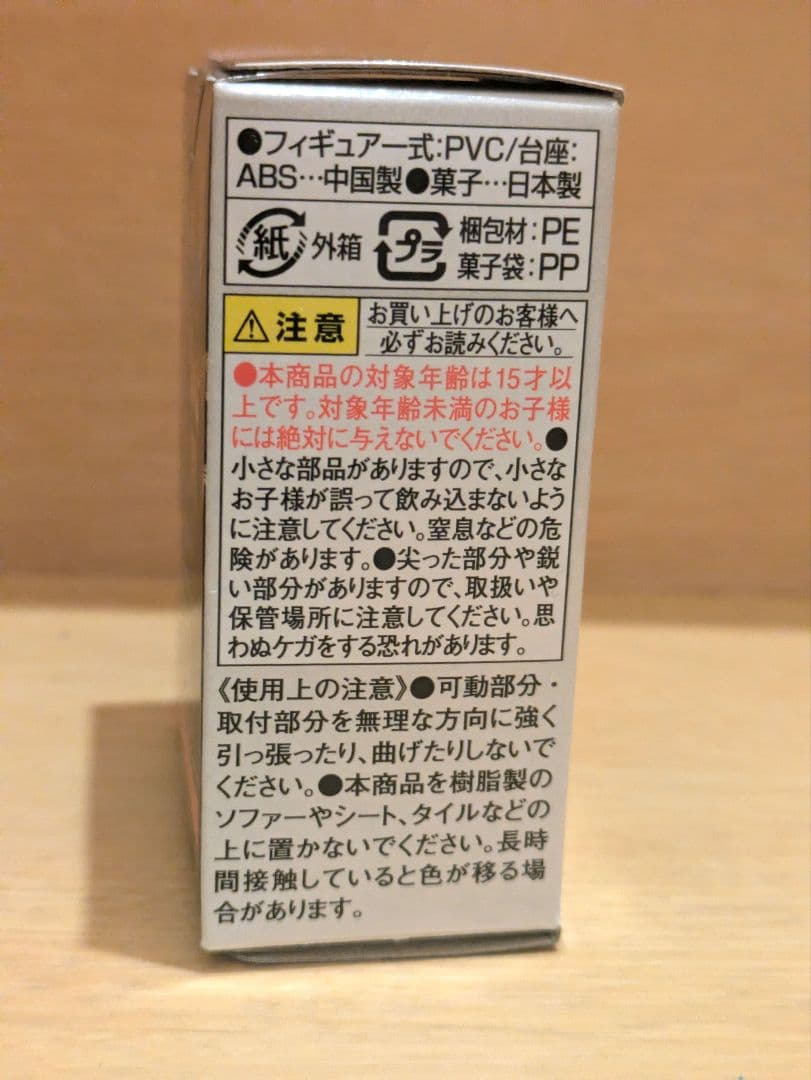 ●フィギュア一式:PVC/台座:
ABS…中国製●菓子…日本製
紙 外箱 プラ 梱包材:PE
菓子袋:PP
注意 お買い上げのお客様へ
必ずお読みください。
●本商品の対象年齢は15才以
上です。対象年齢未満のお子様
には絶対に与えないでください。●
小さな部品がありますので、小さな
お子様が誤って飲み込まないよう
に注意してください。窒息などの危
険があります。●尖った部分や鋭
い部分がありますので、取扱いや
保管場所に注意してください。思
わぬケガをする恐れがあります。
《使用上の注意》●可動部分・
取付部分を無理な方向に強く
引っ張ったり、曲げたりしないで
ください。●本商品を樹脂製の
ソファーやシート、タイルなどの
上に置かないでください。長時
間接触していると色が移る場
合があります。